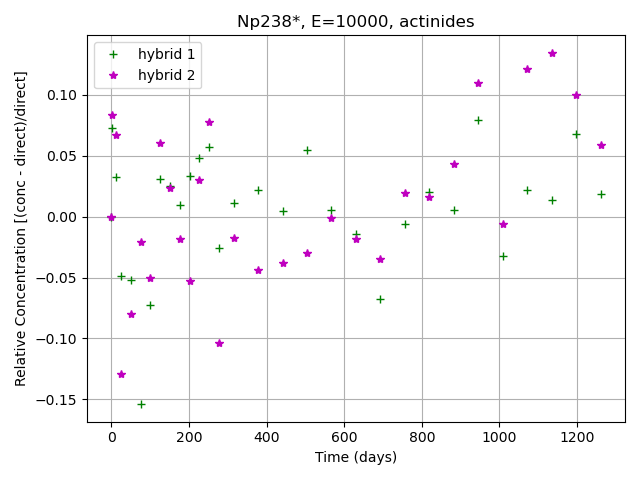 Np238*, E=10000, actinides
hybrid 1
hybrid 2
0.10
0.05
0.00
−0.05
−0.10
−0.15
Relative Concentration [(conc - direct)/direct]
0 200 400 600 800 1000 1200
Time (days)